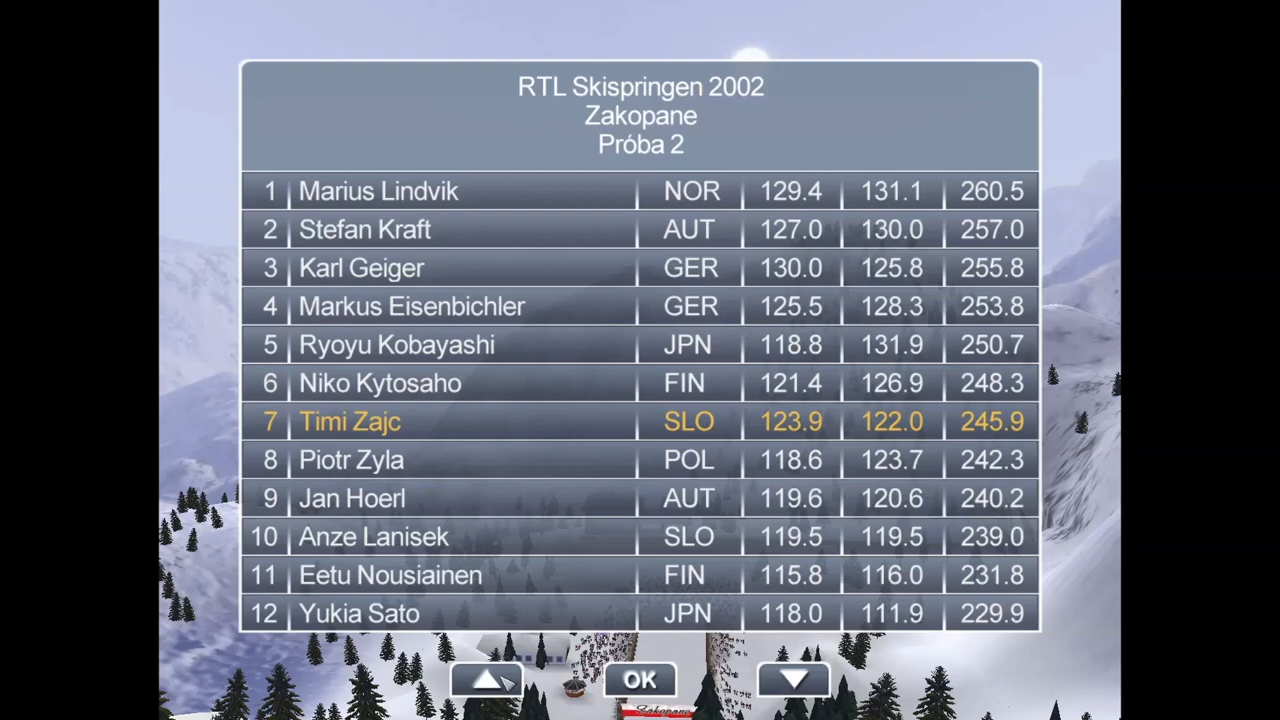 RTL Skispringen 2002
Zakopane
Próba 2
1 Marius Lindvik NOR 129.4 131.1 260.5
2 Stefan Kraft AUT 127.0 130.0 257.0
3 Karl Geiger GER 130.0 125.8 255.8
4 Markus Eisenbichler GER 125.5 128.3 253.8
5 Ryoyu Kobayashi JPN 118.8 131.9 250.7
6 Niko Kytosaho FIN 121.4 126.9 248.3
7 Timi Zajc SLO 123.9 122.0 245.9
8 Piotr Zyla POL 118.6 123.7 242.3
9 Jan Hoerl AUT 119.6 120.6 240.2
10 Anze Lanisek SLO 119.5 119.5 239.0
11 Eetu Nousiainen FIN 115.8 116.0 231.8
12 Yukia Sato JPN 118.0 111.9 229.9
OK
Zakopane